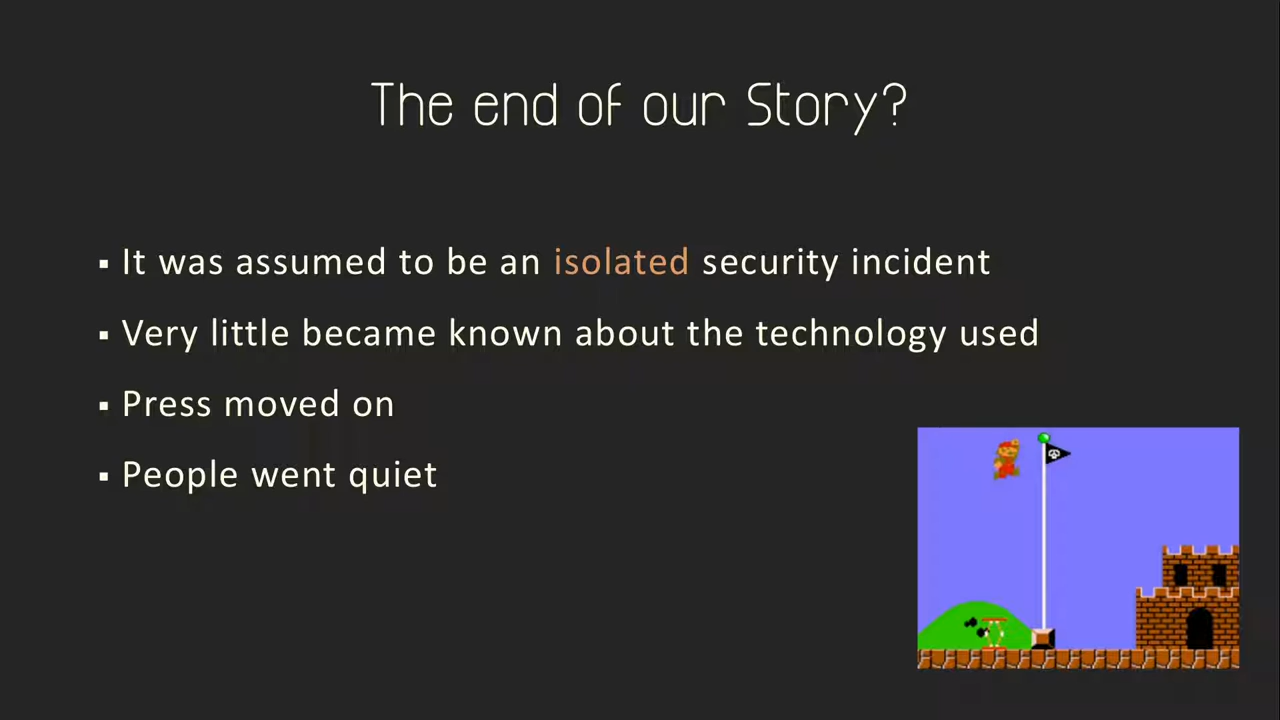 The end of our Story?
▪ It was assumed to be an isolated security incident
▪ Very little became known about the technology used
▪ Press moved on
▪ People went quiet